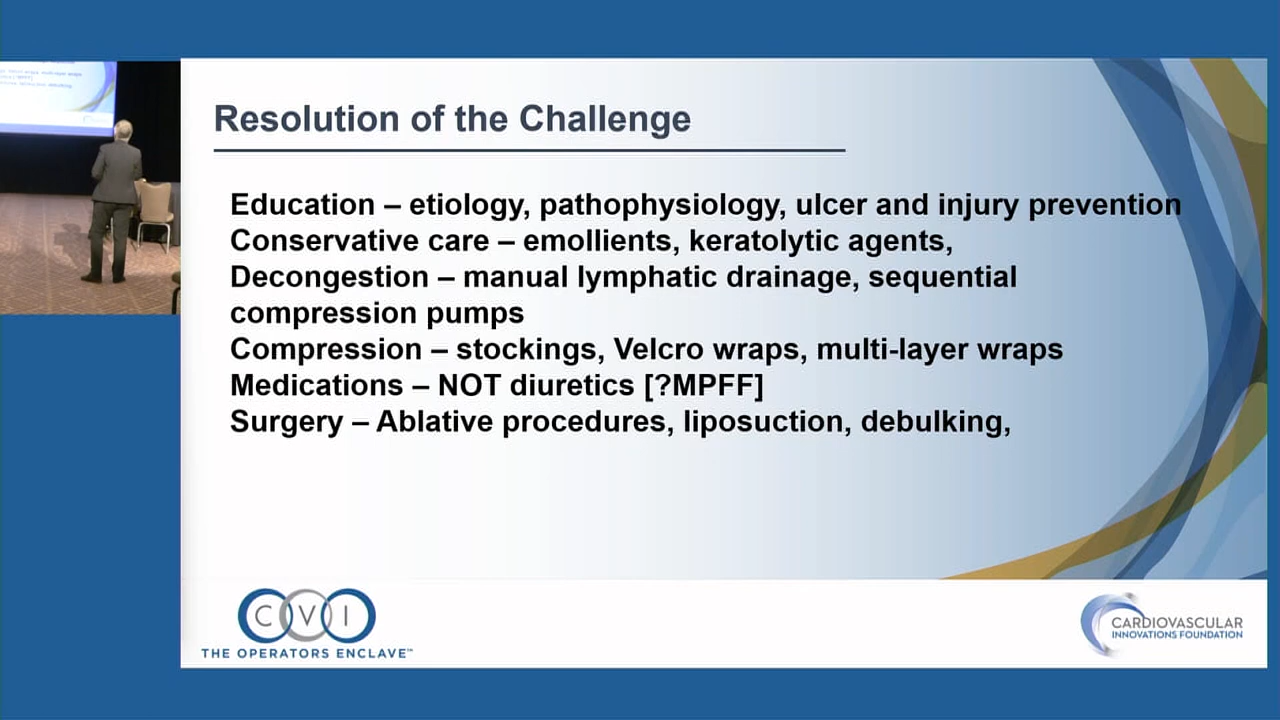 Resolution of the Challenge
Education – etiology, pathophysiology, ulcer and injury prevention
Conservative care – emollients, keratolytic agents,
Decongestion – manual lymphatic drainage, sequential
compression pumps
Compression – stockings, Velcro wraps, multi-layer wraps
Medications – NOT diuretics [?MPFF]
Surgery – Ablative procedures, liposuction, debulking,
CVI
THE OPERATORS ENCLAVE™
CARDIOVASCULAR
INNOVATIONS FOUNDATION